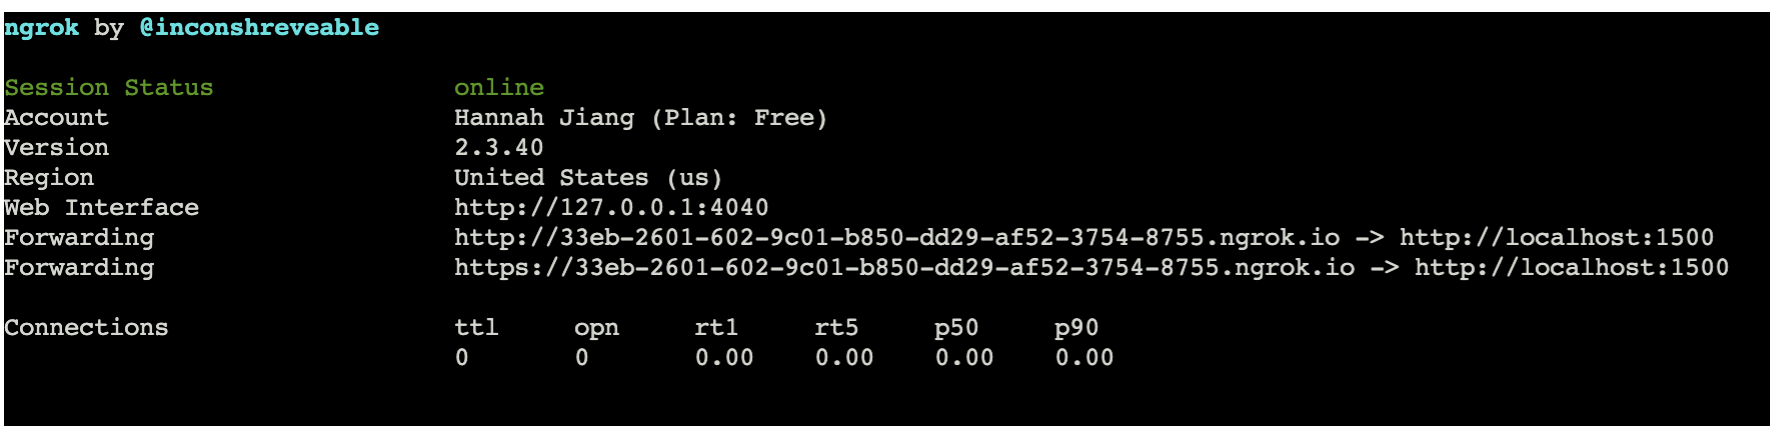 ngrok by @inconshreveable
Session Status online
Account Hannah Jiang (Plan: Free)
Version 2.3.40
Region United States (us)
Web Interface http://127.0.0.1:4040
Forwarding http://33eb-2601-602-9c01-b850-dd29-af52-3754-8755.ngrok.io -> http://localhost:1500
Forwarding https://33eb-2601-602-9c01-b850-dd29-af52-3754-8755.ngrok.io -> http://localhost:1500
Connections ttl opn rt1 rt5 p50 p90
0 0 0.00 0.00 0.00 0.00